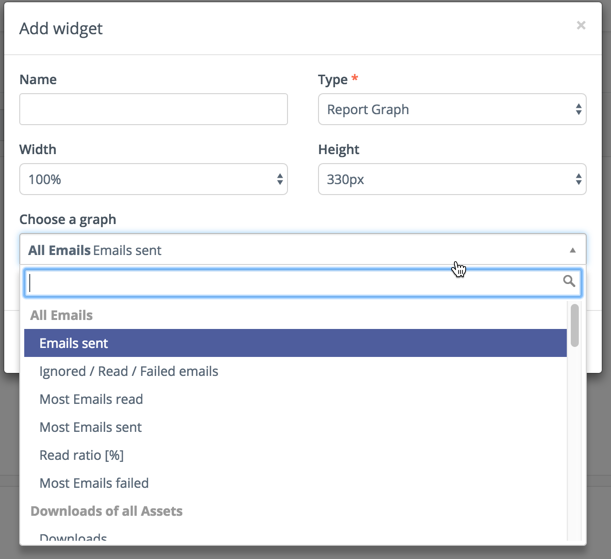 Add widget ×
Name Type *
Report Graph
Width Height
100% 330px
Choose a graph
All Emails Emails sent
All Emails
Emails sent
Ignored / Read / Failed emails
Most Emails read
Most Emails sent
Read ratio [%]
Most Emails failed
Downloads of all Assets
Downloads